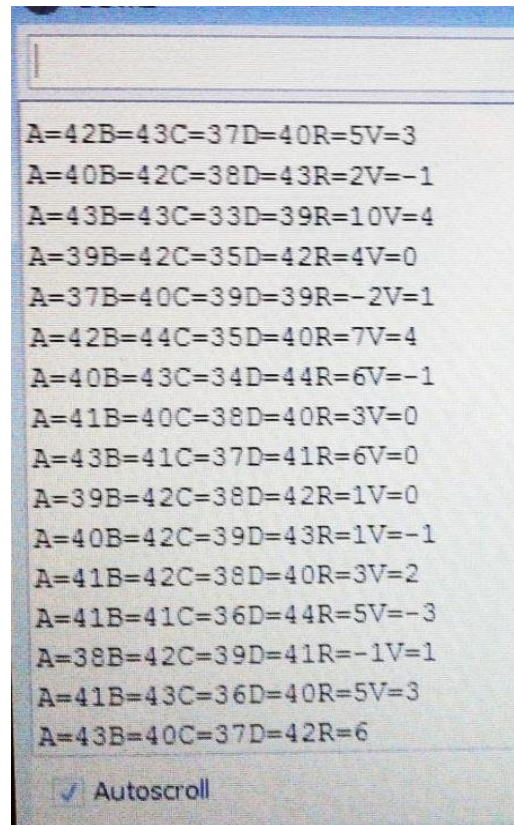 A=42B=43C=37D=40R=5V=3
A=40B=42C=38D=43R=2V=-1
A=43B=43C=33D=39R=10V=4
A=39B=42C=35D=42R=4V=0
A=37B=40C=39D=39R=-2V=1
A=42B=44C=35D=40R=7V=4
A=40B=43C=34D=44R=6V=-1
A=41B=40C=38D=40R=3V=0
A=43B=41C=37D=41R=6V=0
A=39B=42C=38D=42R=1V=0
A=40B=42C=39D=43R=1V=-1
A=41B=42C=38D=40R=3V=2
A=41B=41C=36D=44R=5V=-3
A=38B=42C=39D=41R=-1V=1
A=41B=43C=36D=40R=5V=3
A=43B=40C=37D=42R=6
Autoscroll